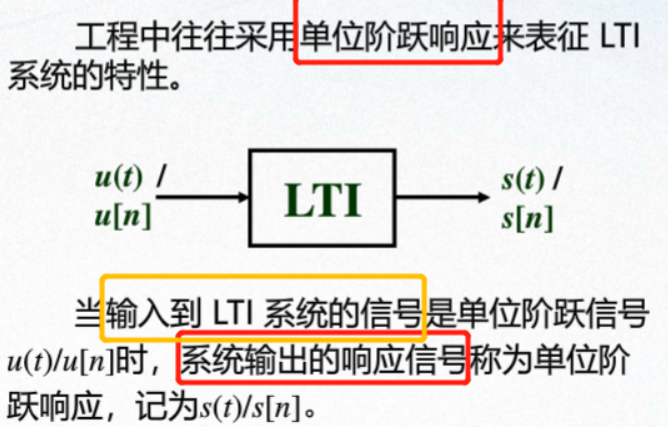 工程中往往采用单位阶跃响应来表征 LTI
系统的特性。
u(t) /
u[n]
LTI
s(t) /
s[n]
当输入到 LTI 系统的信号是单位阶跃信号
u(t)/u[n]时，系统输出的响应信号称为单位阶
跃响应，记为s(t)/s[n]。